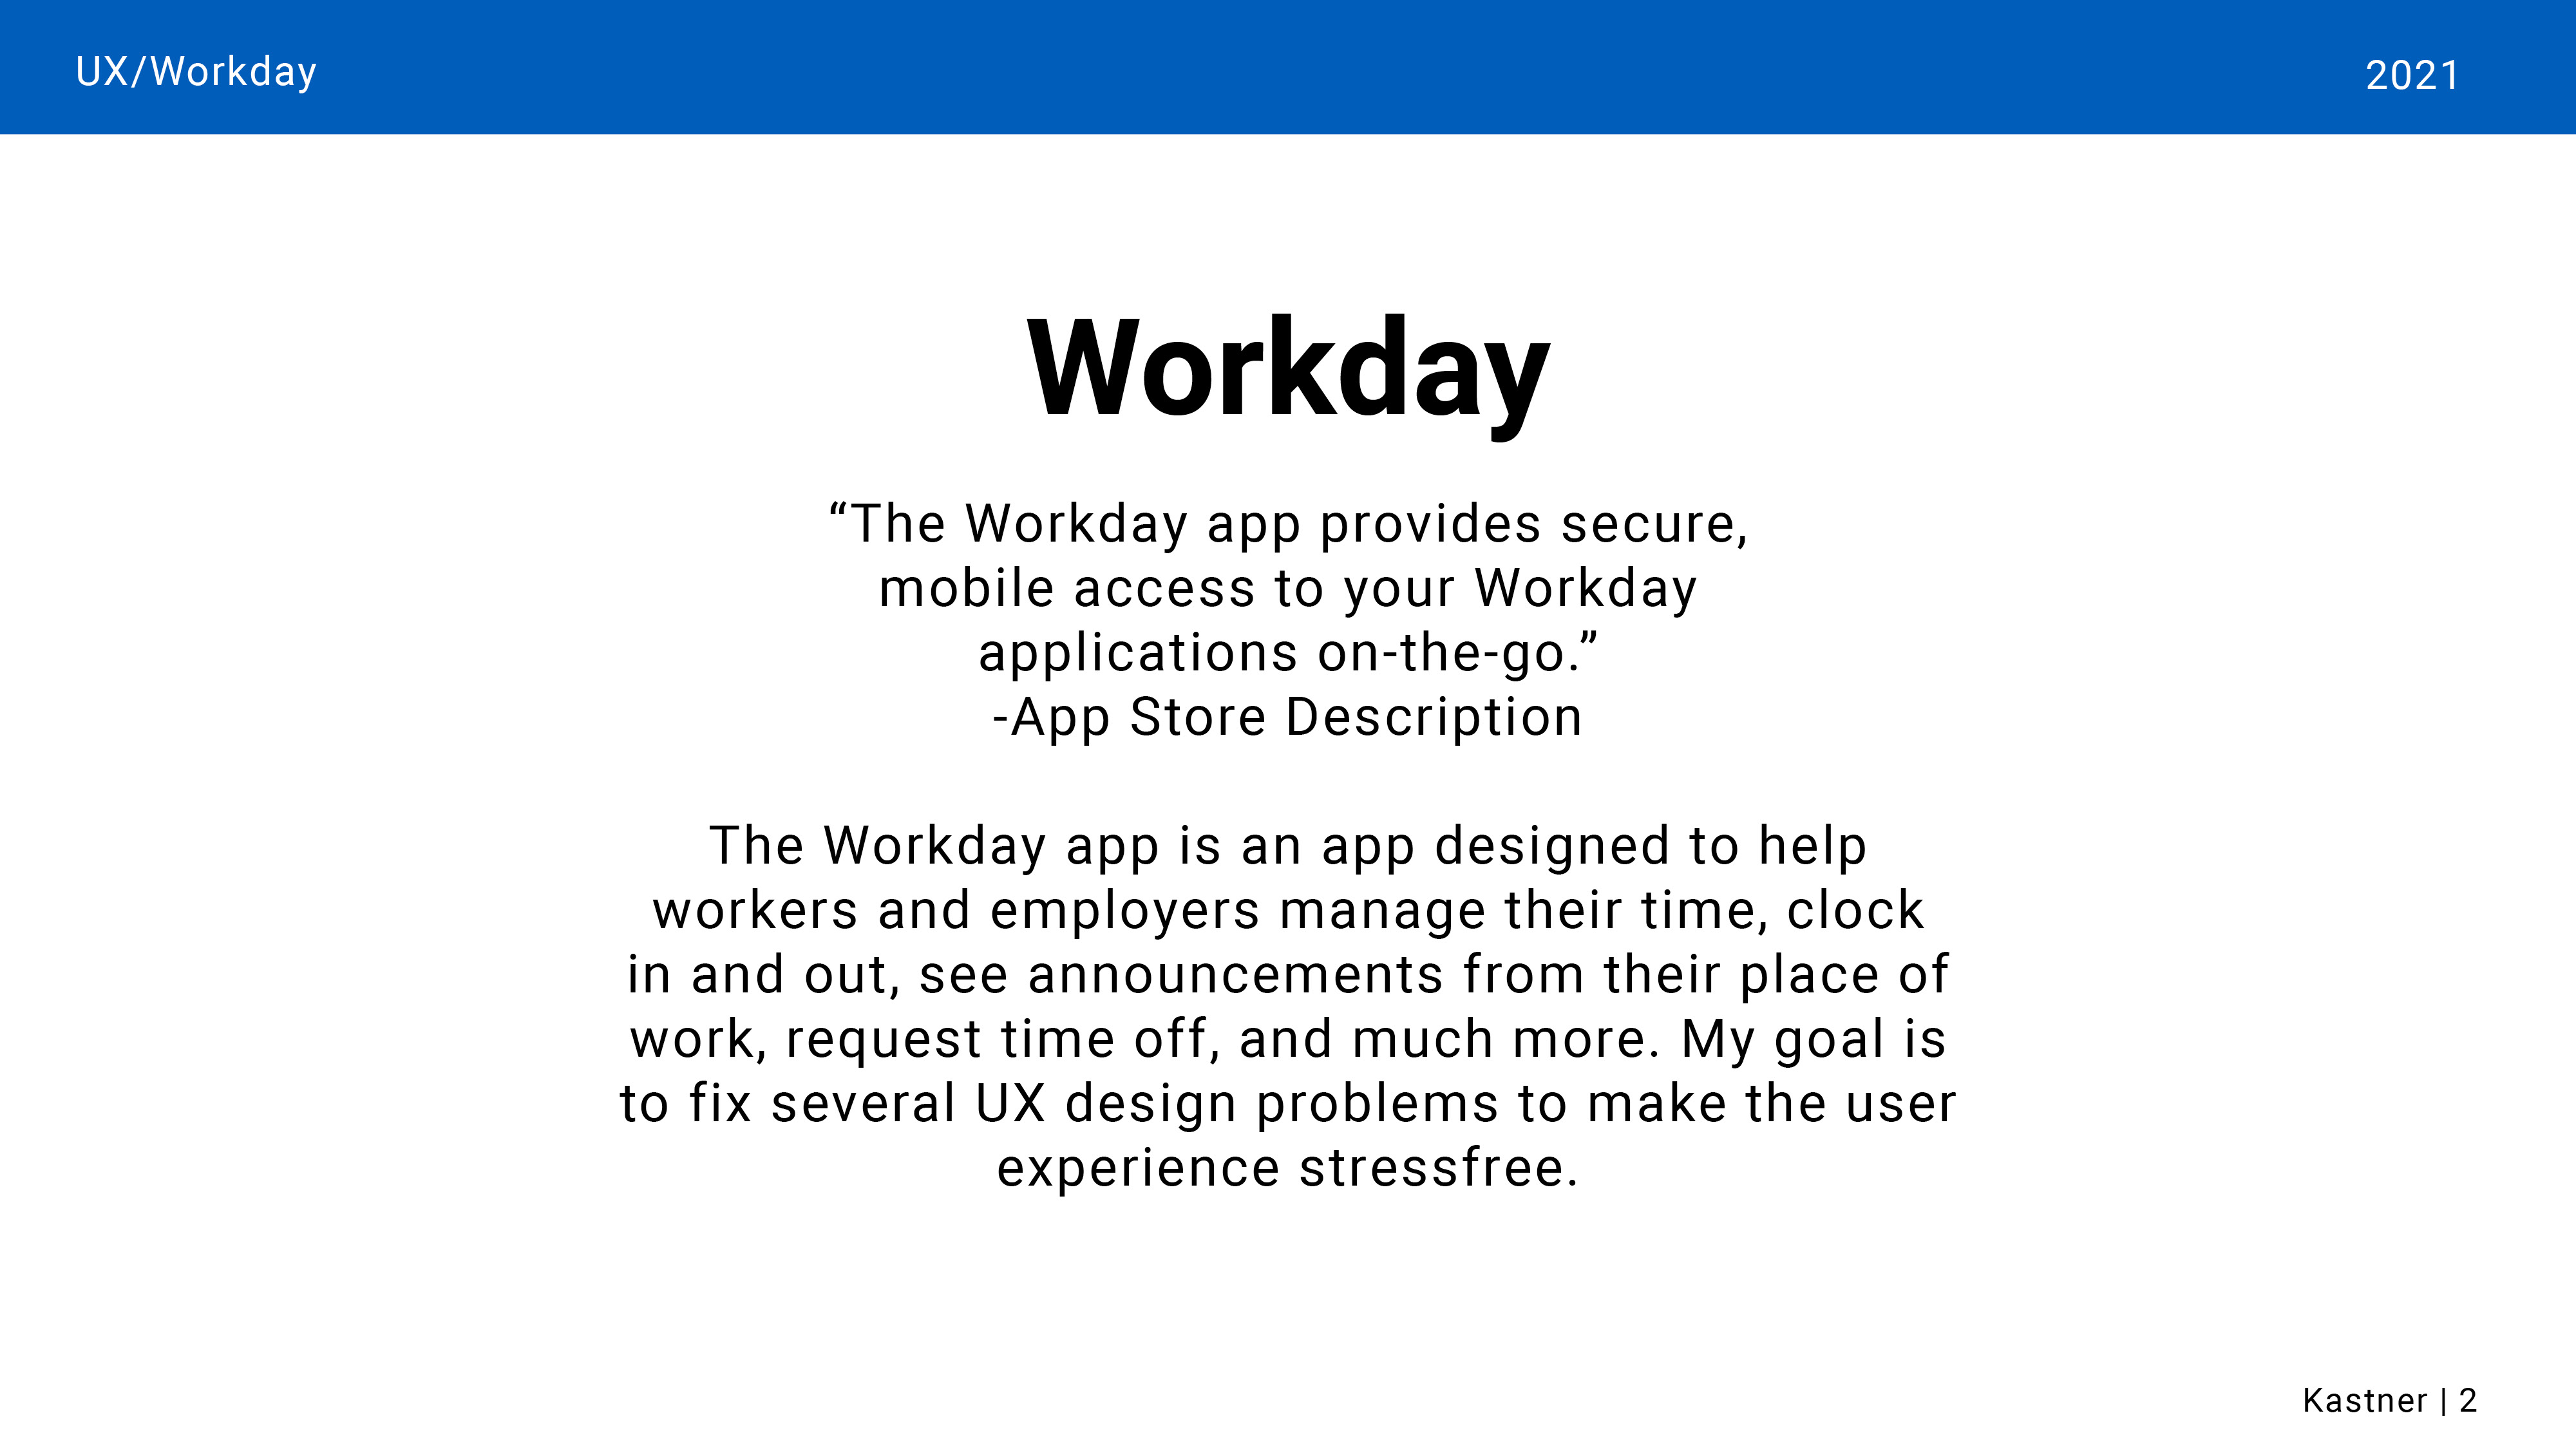 UX/Workday
2021
Workday
“The Workday app provides secure,
mobile access to your Workday
applications on-the-go.”
-App Store Description
The Workday app is an app designed to help
workers and employers manage their time, clock
in and out, see announcements from their place of
work, request time off, and much more. My goal is
to fix several UX design problems to make the user
experience stressfree.
Kastner | 2